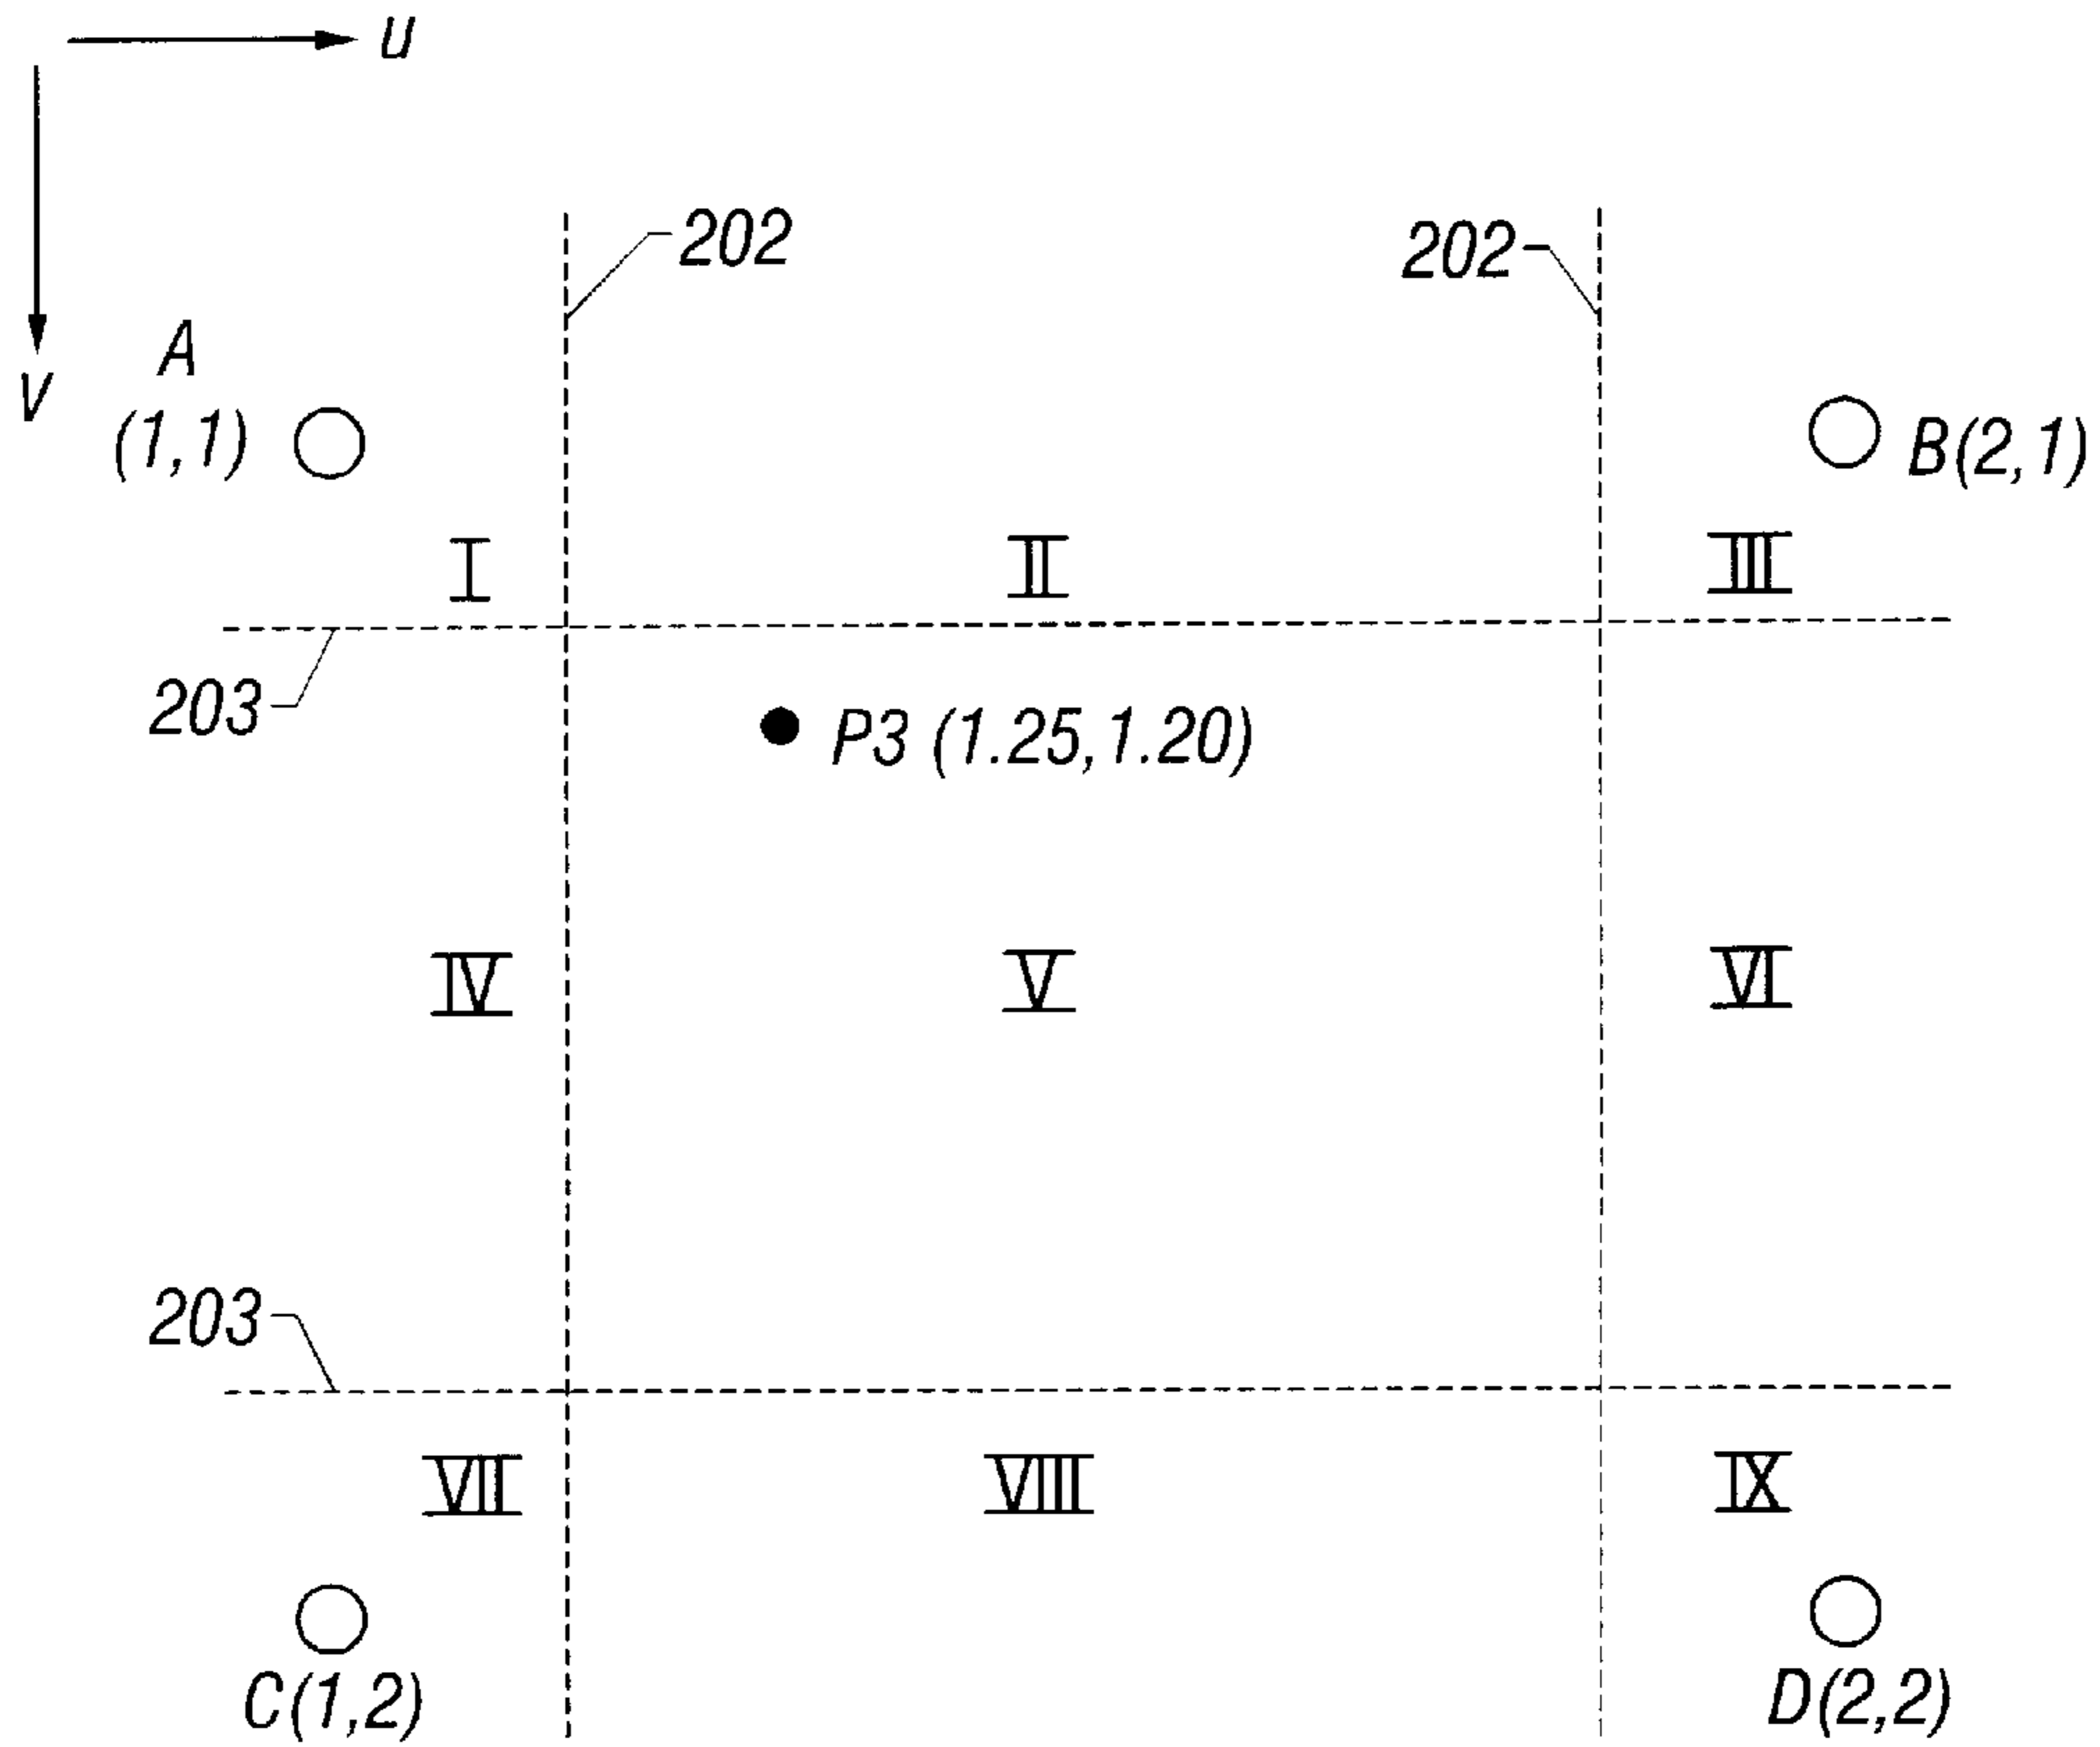 U
V
202
202
A
(1,1)
B(2,1)
I
II
III
203
P3 (1.25,1.20)
IV
V
VI
203
VII
VIII
IX
C(1,2)
D(2,2)